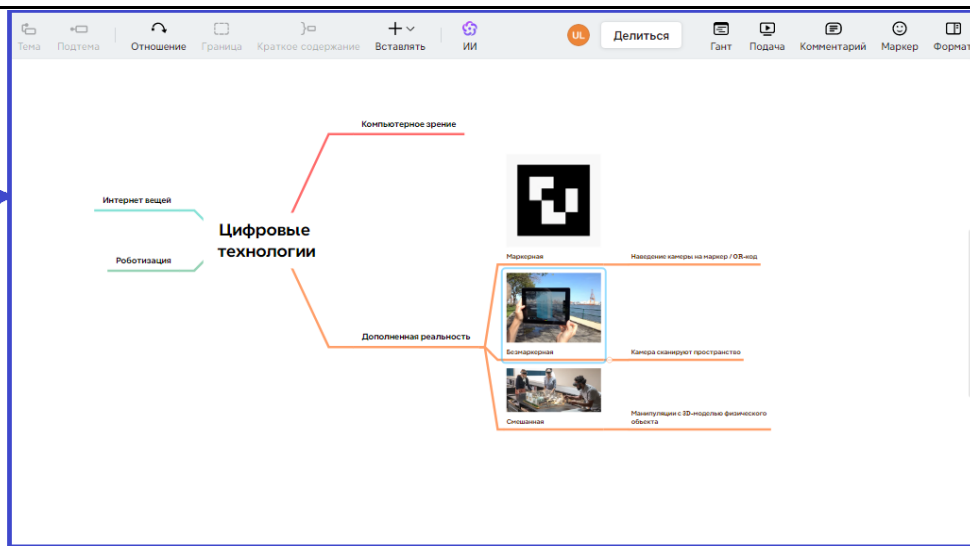 Тема
Подтема
Отношение
Граница
Краткое содержание
Вставлять
ИИ
UL
Делиться
Гант
Подача
Комментарий
Маркер
Формат
Компьютерное зрение
Интернет вещей
Цифровые
технологии
Роботизация
Маркерная
Наведение камеры на маркер / QR-код
Дополненная реальность
Безмаркерная
Камера сканируют пространство
Смешанная
Манипуляции с 3D-моделью физического
объекта